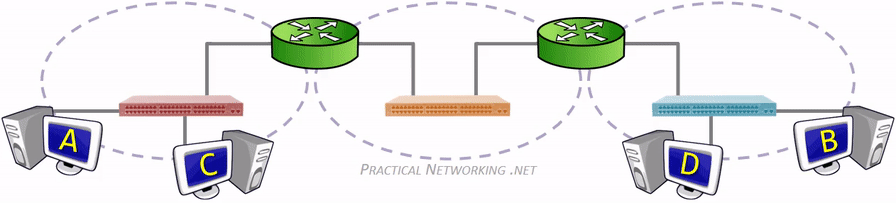 A
C
D
B
PRACTICAL NETWORKING .NET